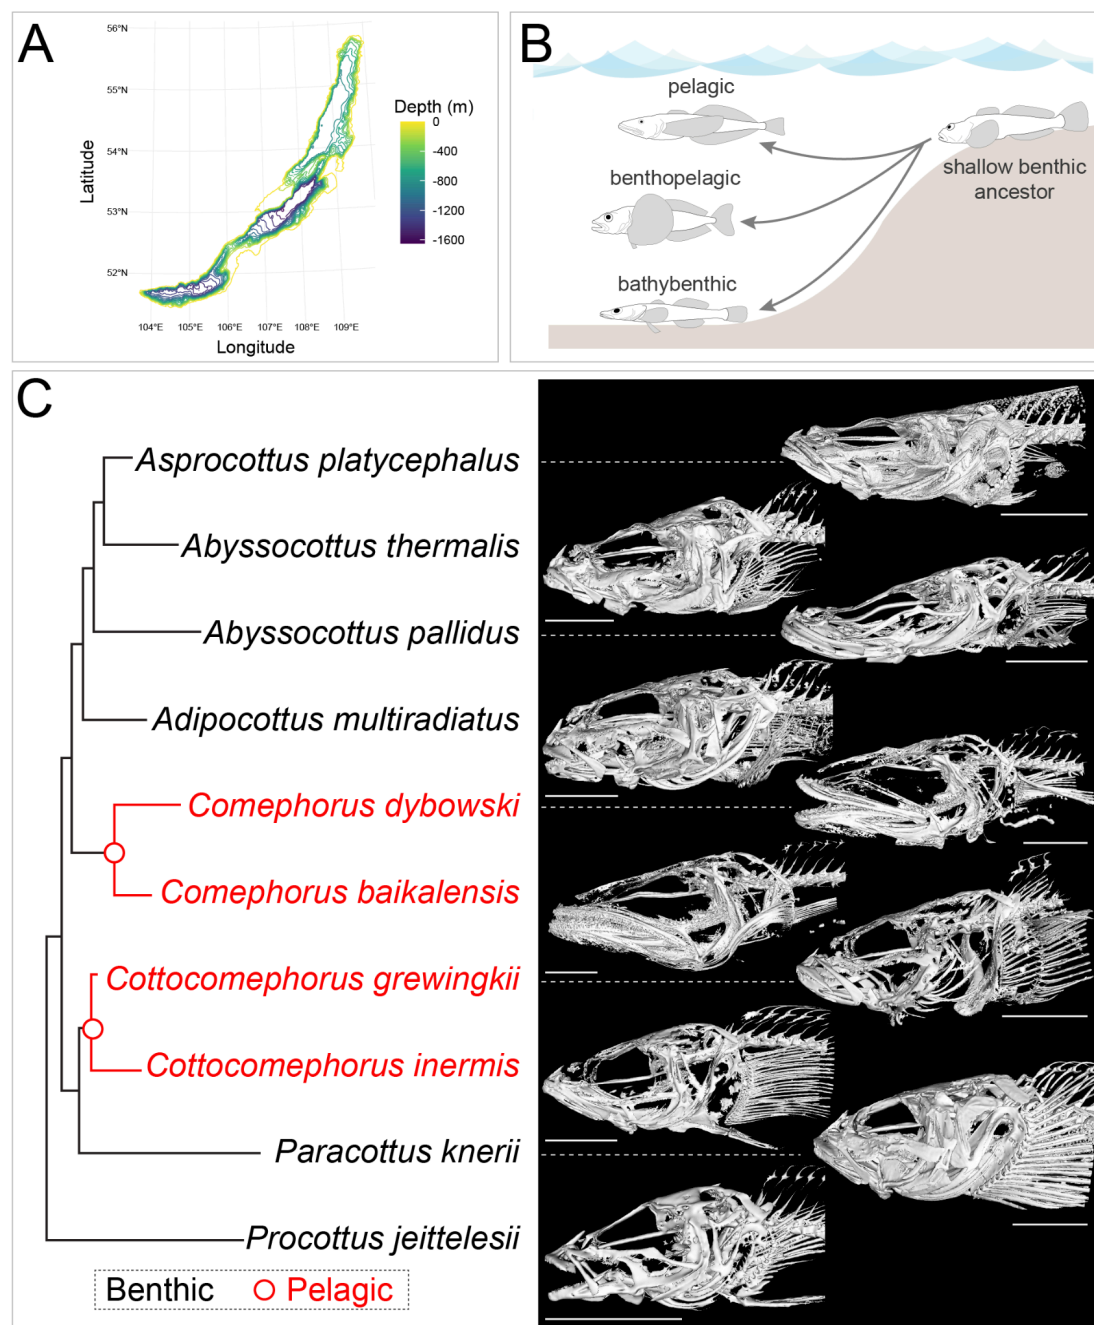 A
56°N
55°N
54°N
53°N
52°N
104°E
105°E
106°E
107°E
108°E
109°E
Latitude
Longitude
Depth (m)
0
-400
-800
-1200
-1600
B
pelagic
benthopelagic
bathybenthic
shallow benthic
ancestor
C
Asprocottus platycephalus
Abyssocottus thermalis
Abyssocottus pallidus
Adipocottus multiradiatus
Comephorus dybowski
Comephorus baikalensis
Cottocomephorus grewingkii
Cottocomephorus inermis
Paracottus knerii
Procottus jeittelesii
Benthic
Pelagic